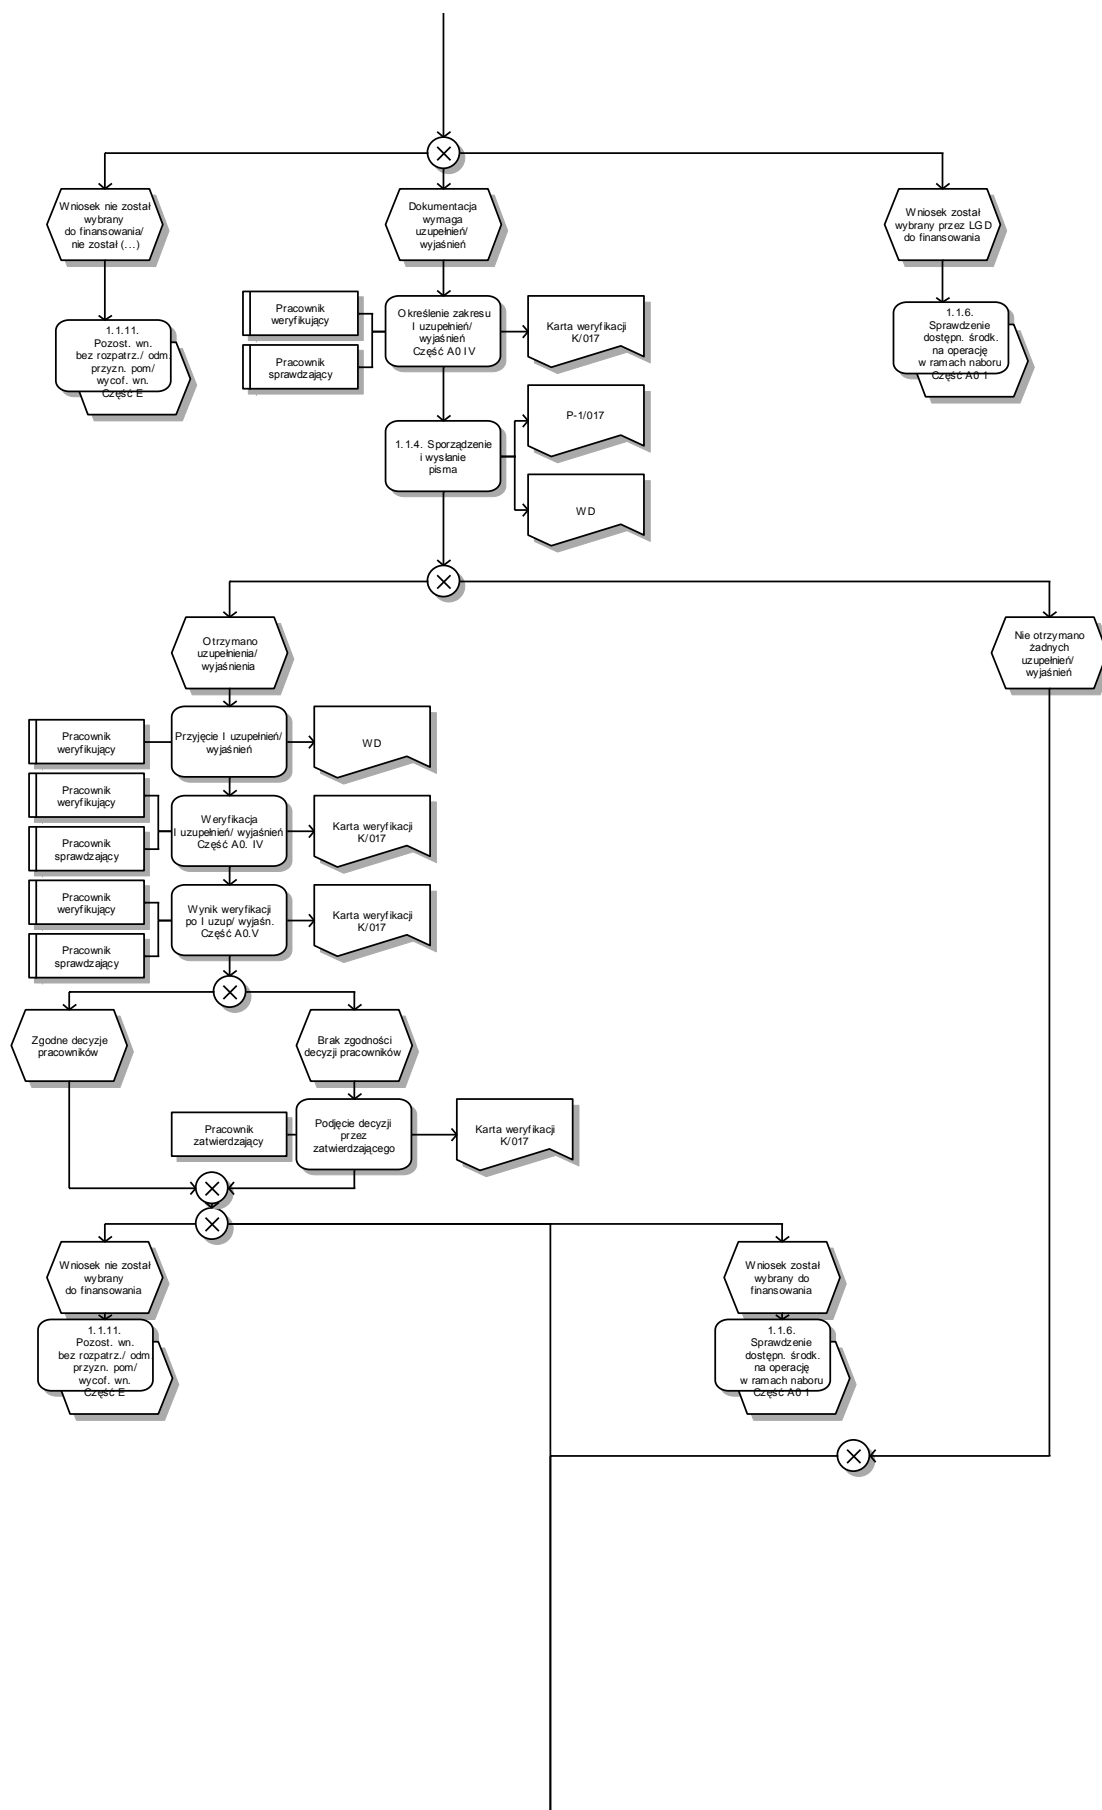 Wniosek nie został
wybrany
do finansowania/
nie został (...)
Dokumentacja
wymaga
uzupełnień/
wyjaśnień
Wniosek został
wybrany przez LGD
do finansowania
1.1.11.
Pozost. wn.
bez rozpatrz./ odm.
przyzn. pom/
wycof. wn.
Część E
Pracownik
weryfikujący
Pracownik
sprawdzający
Określenie zakresu
I uzupełnień/
wyjaśnień
Część A0 IV
Karta weryfikacji
K/017
1.1.6.
Sprawdzenie
dostępn. środk.
na operację
w ramach naboru
Część A0 1
1.1.4. Sporządzenie
i wysłanie
pisma
P-1/017
WD
Otrzymano
uzupełnienia/
wyjaśnienia
Nie otrzymano
żadnych
uzupełnień/
wyjaśnień
Pracownik
weryfikujący
Przyjęcie I uzupełnień/
wyjaśnień
WD
Pracownik
weryfikujący
Pracownik
sprawdzający
Weryfikacja
I uzupełnień/ wyjaśnień
Część A0. IV
Karta weryfikacji
K/017
Pracownik
weryfikujący
Pracownik
sprawdzający
Wynik weryfikacji
po I uzup/ wyjaśn.
Część A0.V
Karta weryfikacji
K/017
Zgodne decyzje
pracowników
Brak zgodności
decyzji pracowników
Pracownik
zatwierdzający
Podjęcie decyzji
przez
zatwierdzającego
Karta weryfikacji
K/017
Wniosek nie został
wybrany
do finansowania
Wniosek został
wybrany do
finansowania
1.1.11.
Pozost. wn.
bez rozpatrz./ odm
przyzn. pom/
wycof. wn.
Część E
1.1.6.
Sprawdzenie
dostępn. środk.
na operację
w ramach naboru
Część A0 1